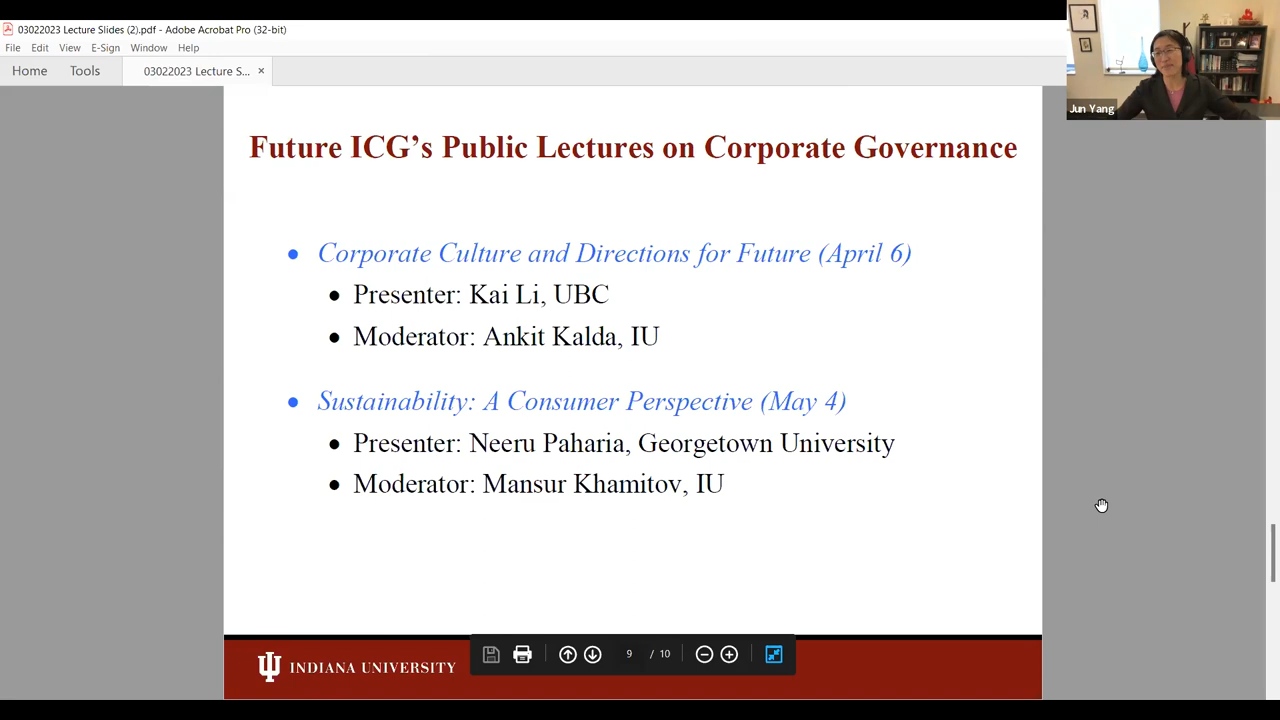 03022023 Lecture Slides (2).pdf - Adobe Acrobat Pro (32-bit)
File Edit View E-Sign Window Help
Home Tools 03022023 Lecture S... ×
Jun Yang
Future ICG’s Public Lectures on Corporate Governance
• Corporate Culture and Directions for Future (April 6)
• Presenter: Kai Li, UBC
• Moderator: Ankit Kalda, IU
• Sustainability: A Consumer Perspective (May 4)
• Presenter: Neeru Paharia, Georgetown University
• Moderator: Mansur Khamitov, IU
INDIANA UNIVERSITY
9 / 10